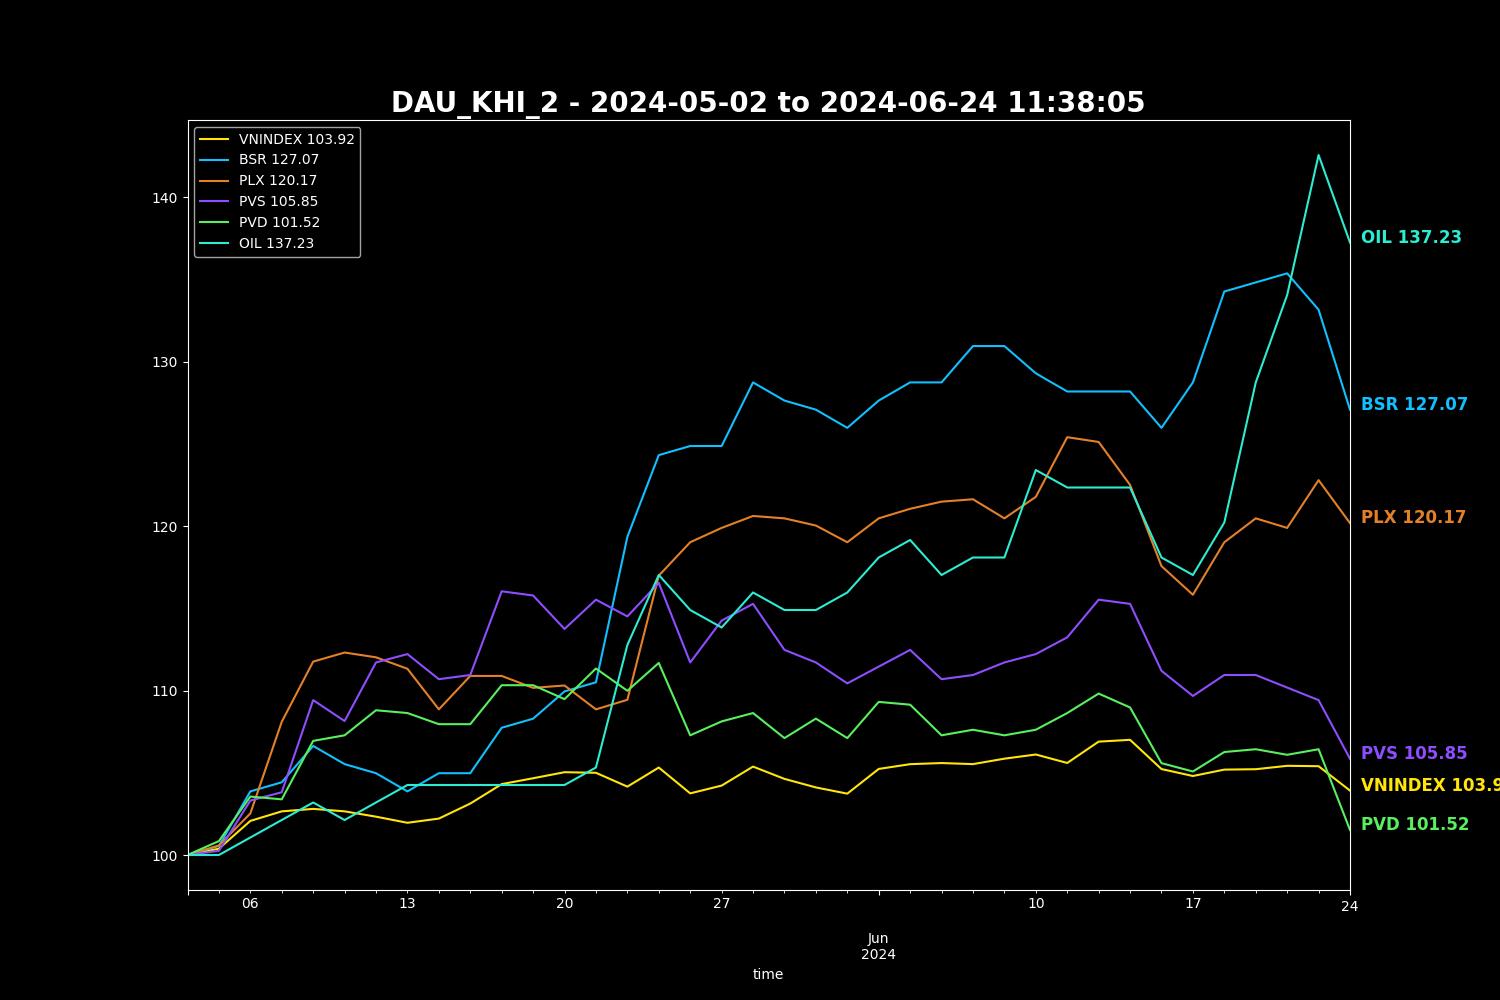 DAU_KHI_2 - 2024-05-02 to 2024-06-24 11:38:05
VNINDEX 103.92
BSR 127.07
PLX 120.17
PVS 105.85
PVD 101.52
OIL 137.23
140
130
120
110
100
OIL 137.23
BSR 127.07
PLX 120.17
PVS 105.85
VNINDEX 103.9
PVD 101.52
06
13
20
27
10
17
24
Jun
2024
time